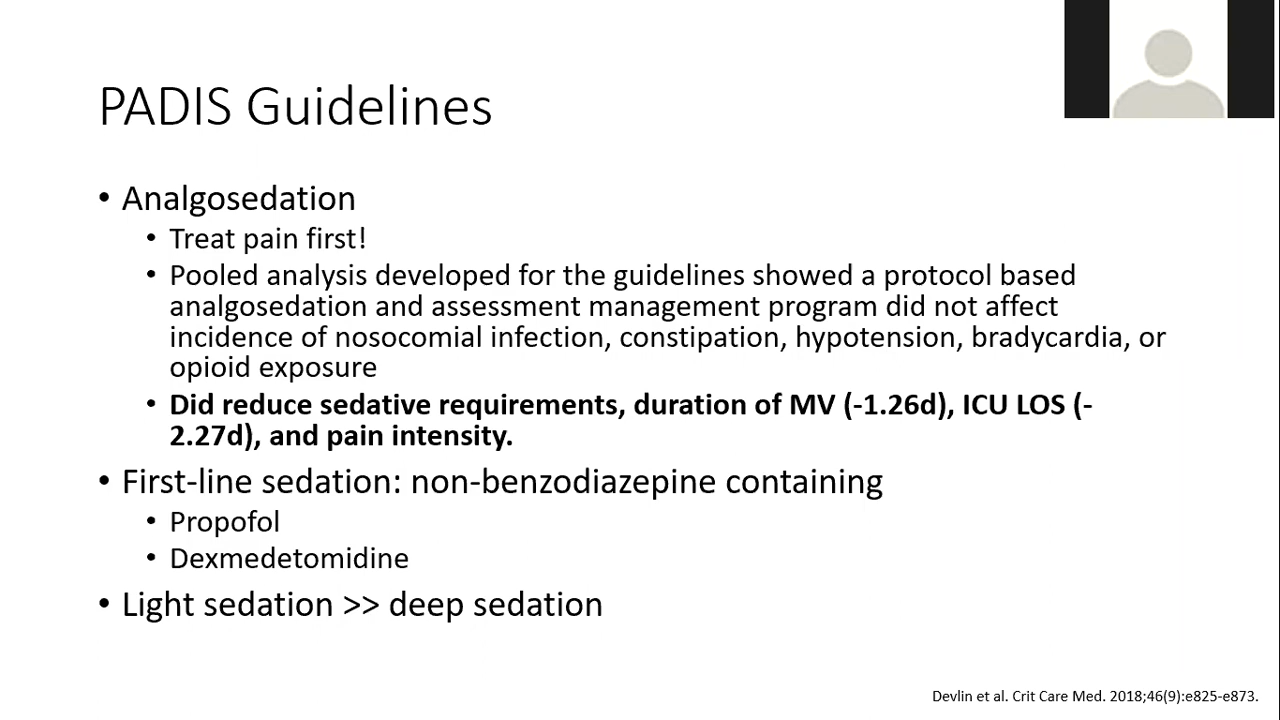 PADIS Guidelines
• Analgosedation
• Treat pain first!
• Pooled analysis developed for the guidelines showed a protocol based
analgosedation and assessment management program did not affect
incidence of nosocomial infection, constipation, hypotension, bradycardia, or
opioid exposure
• Did reduce sedative requirements, duration of MV (-1.26d), ICU LOS (-
2.27d), and pain intensity.
• First-line sedation: non-benzodiazepine containing
• Propofol
• Dexmedetomidine
• Light sedation >> deep sedation
Devlin et al. Crit Care Med. 2018;46(9):e825-e873.